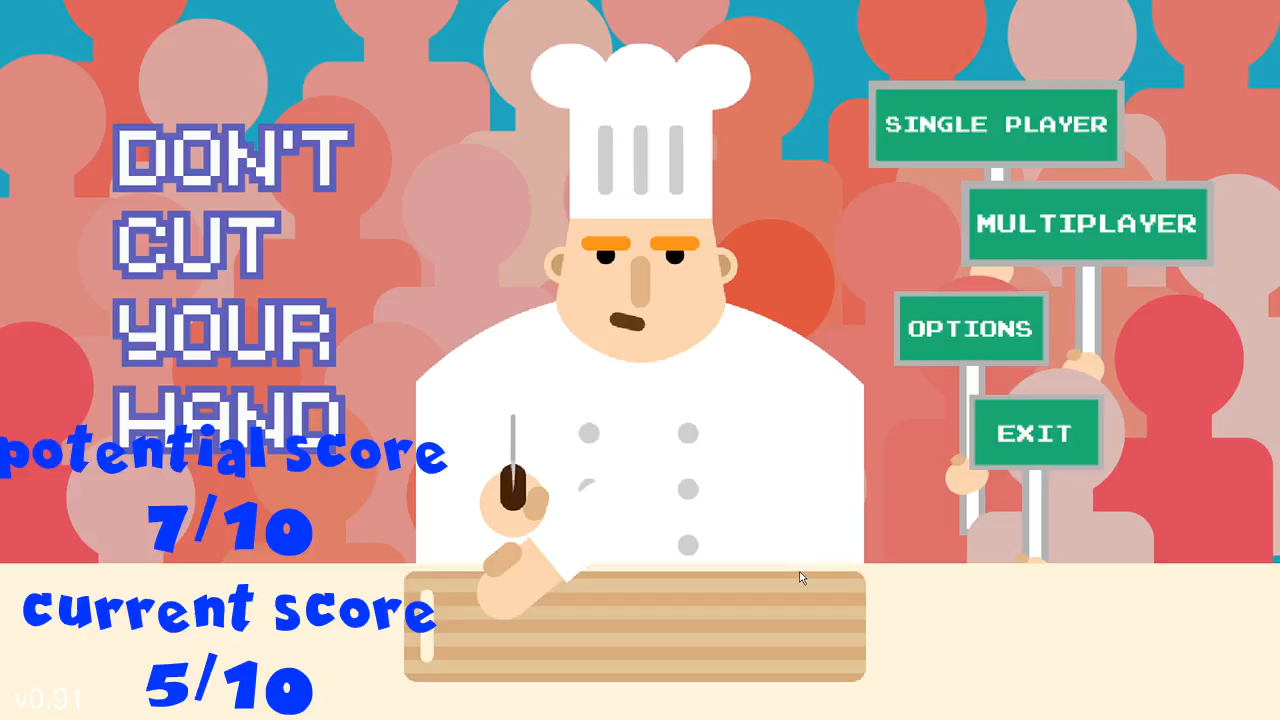 DON'T
CUT
YOUR
HAND
SINGLE PLAYER
MULTIPLAYER
OPTIONS
EXIT
potential score
7/10
current score
5/10
v0.91